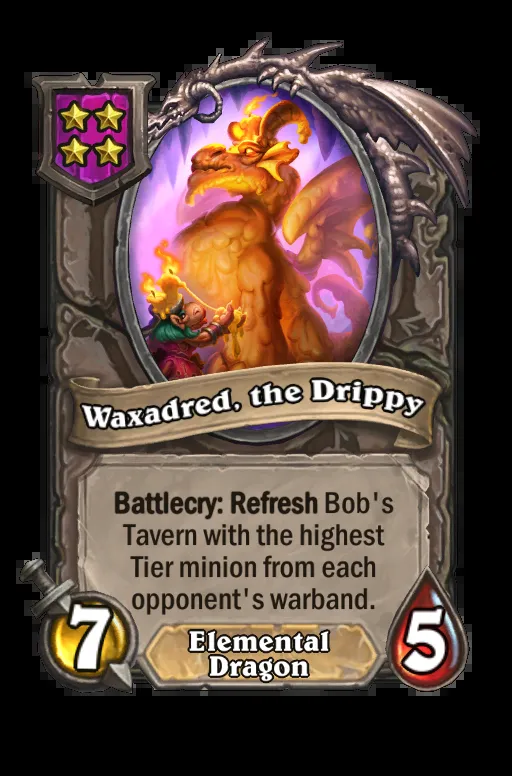 Waxadred, the Drippy
Battlecry: Refresh Bob's
Tavern with the highest
Tier minion from each
opponent's warband.
7
Elemental
Dragon
5